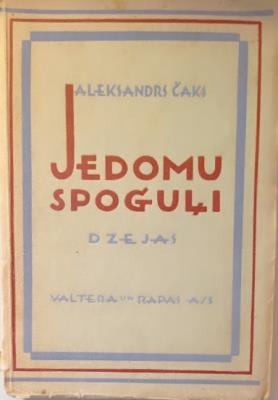 ALEKSANDRS ČAKS
JEDOMU
SPOGUĻI
DZEJAS
VALTERA UN RAPAS A/S